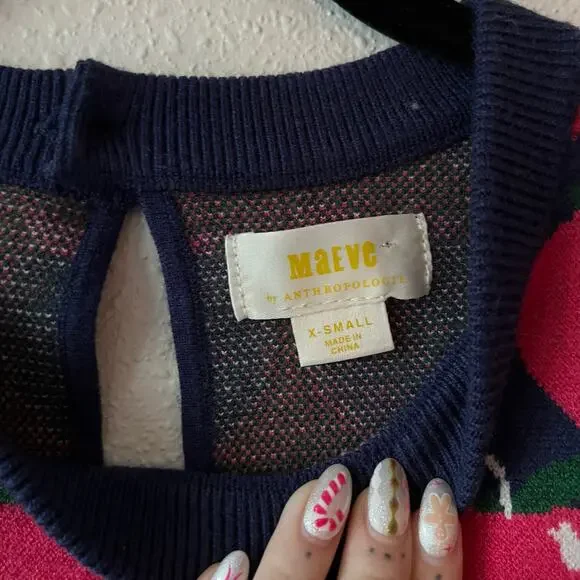 MaEVe
by ANTHROPOLOGIE
X-SMALL
MADE IN
CHINA